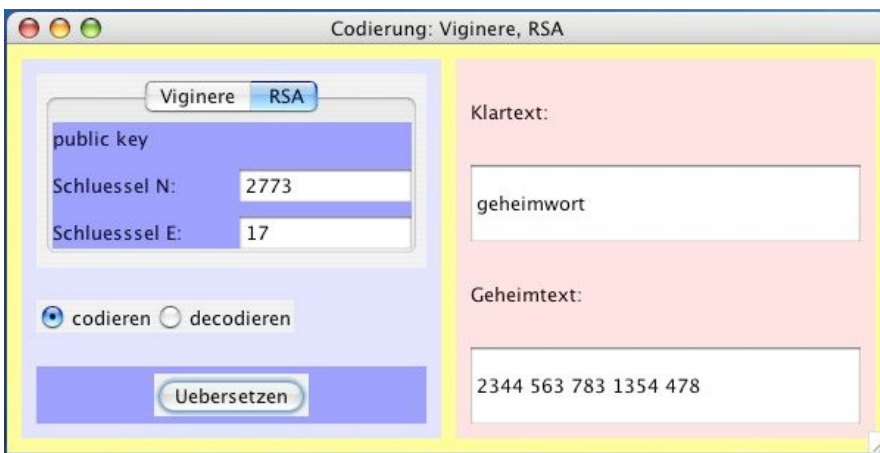 Codierung: Viginere, RSA
Viginere RSA
public key
Schluessel N: 2773
Schluesssel E: 17
codieren decodieren
Uebersetzen
Klartext:
geheimwort
Geheimtext:
2344 563 783 1354 478